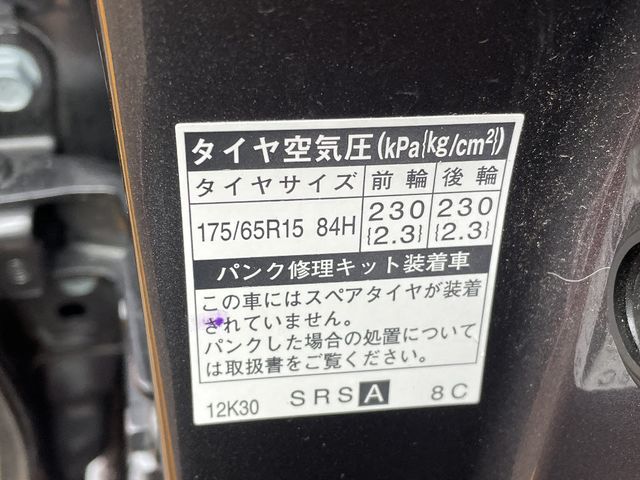 タイヤ空気圧(kPa{kg/cm²})
タイヤサイズ 前輪 後輪
175/65R15 84H 230 {2.3} 230 {2.3}
パンク修理キット装着車
この車にはスペアタイヤが装着
されていません。
パンクした場合の処置について
は取扱書をご覧ください。
12K30 SRS A 8C